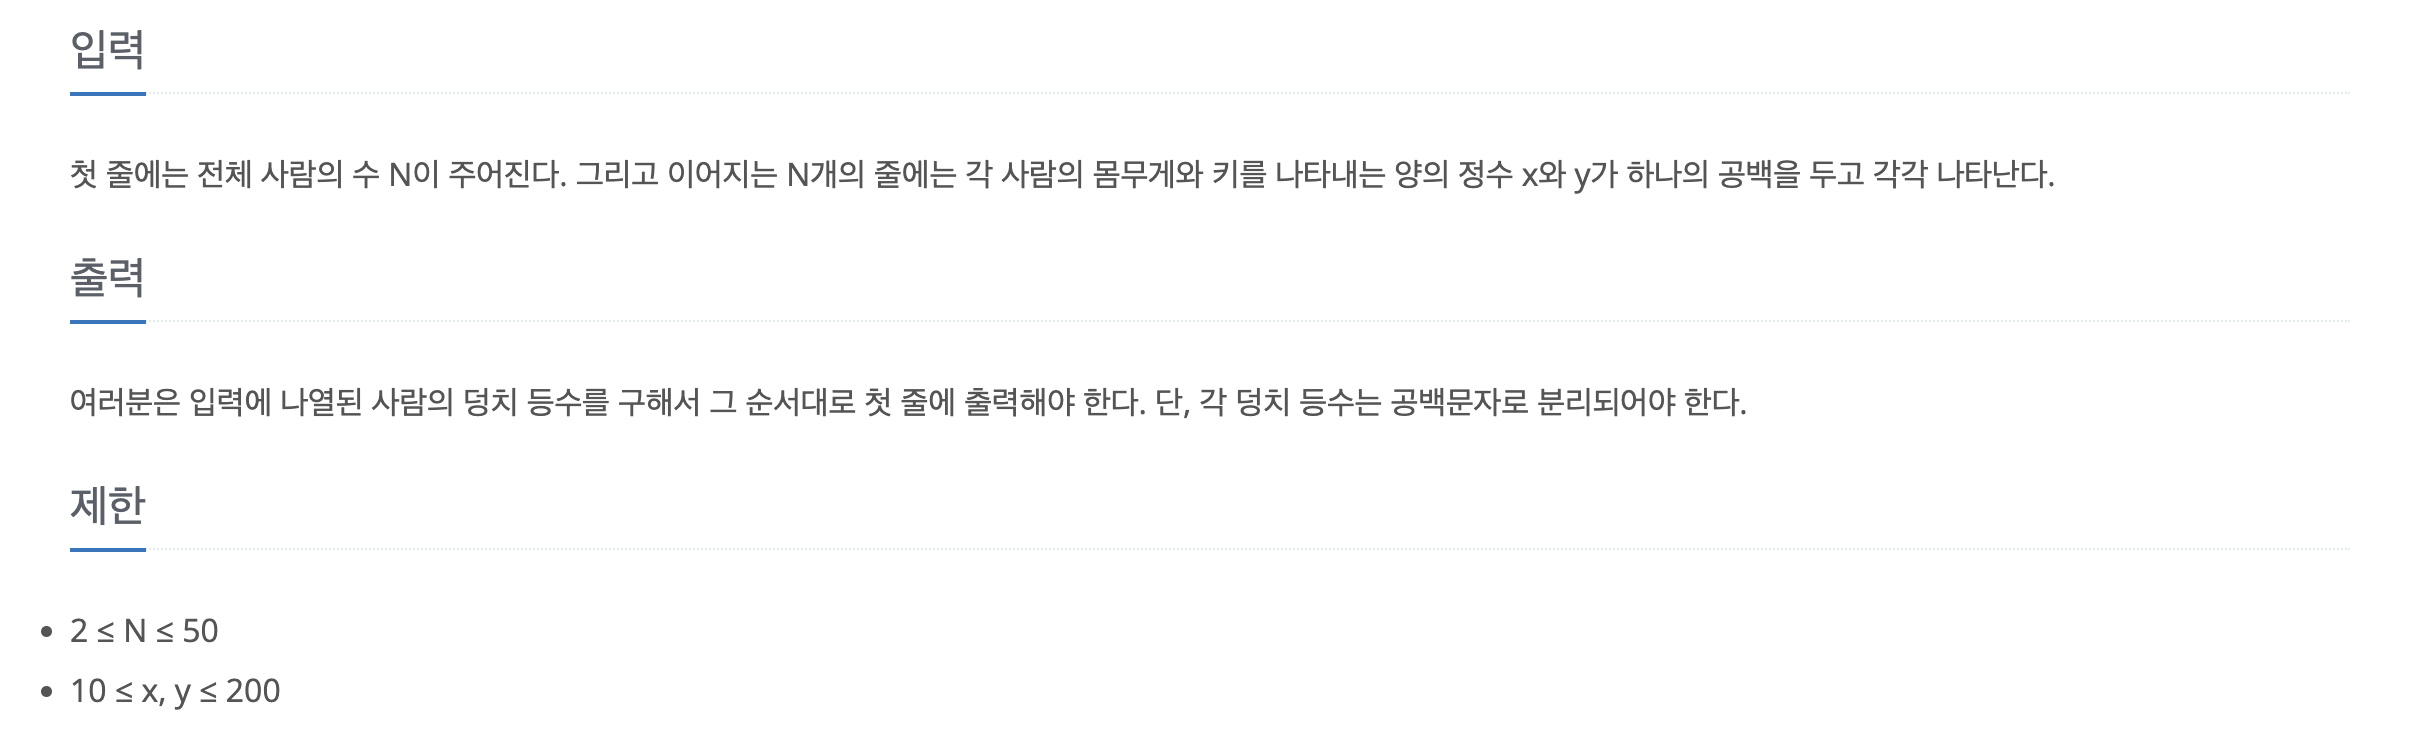 입력
첫 줄에는 전체 사람의 수 N이 주어진다. 그리고 이어지는 N개의 줄에는 각 사람의 몸무게와 키를 나타내는 양의 정수 x와 y가 하나의 공백을 두고 각각 나타난다.
출력
여러분은 입력에 나열된 사람의 덩치 등수를 구해서 그 순서대로 첫 줄에 출력해야 한다. 단, 각 덩치 등수는 공백문자로 분리되어야 한다.
제한
• 2 ≤ N ≤ 50
• 10 ≤ x, y ≤ 200